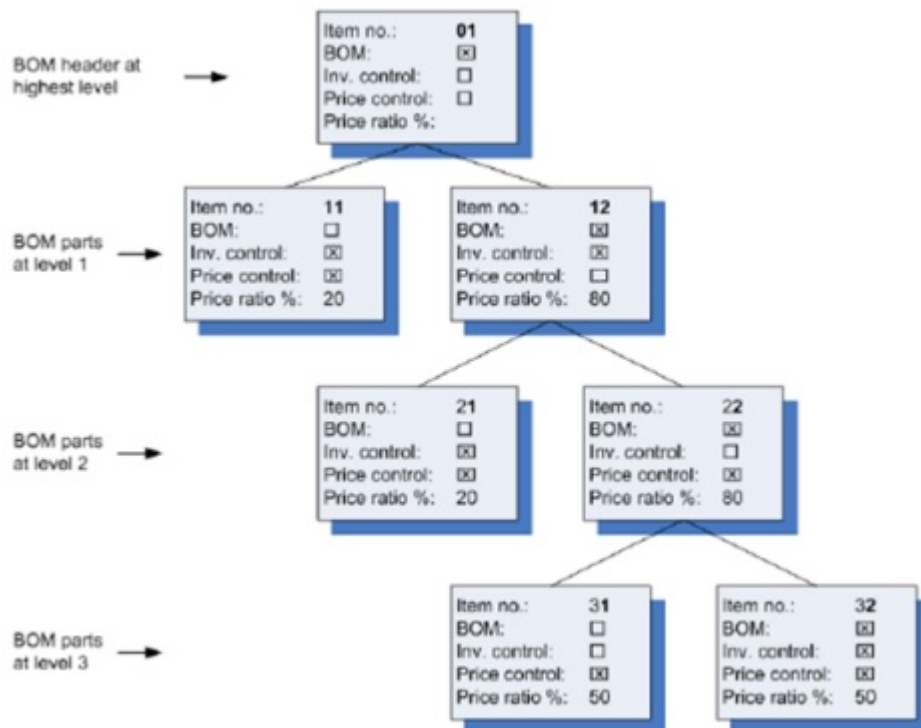 BOM header at
highest level
Item no.: 01
BOM: ☒
Inv. control: ☐
Price control: ☐
Price ratio %:
BOM parts
at level 1
Item no.: 11
BOM: ☐
Inv. control: ☒
Price control: ☒
Price ratio %: 20
Item no.: 12
BOM: ☒
Inv. control: ☒
Price control: ☐
Price ratio %: 80
BOM parts
at level 2
Item no.: 21
BOM: ☐
Inv. control: ☒
Price control: ☒
Price ratio %: 20
Item no.: 22
BOM: ☒
Inv. control: ☐
Price control: ☒
Price ratio %: 80
BOM parts
at level 3
Item no.: 31
BOM: ☐
Inv. control: ☐
Price control: ☒
Price ratio %: 50
Item no.: 32
BOM: ☒
Inv. control: ☒
Price control: ☒
Price ratio %: 50